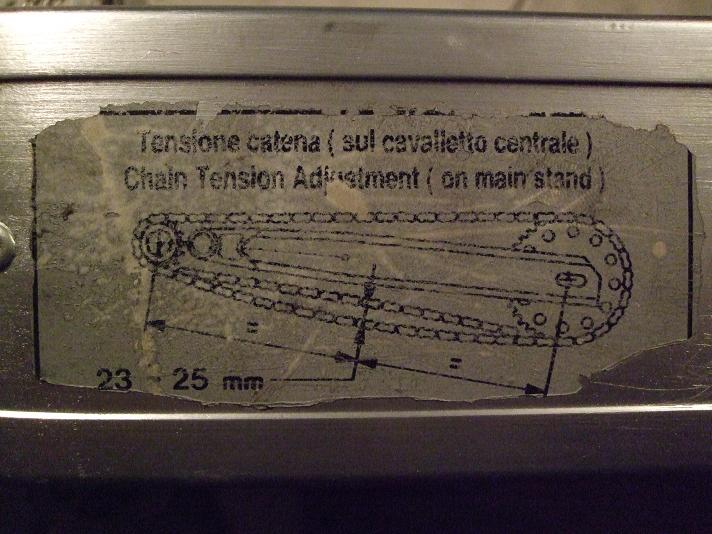 Tensione catena ( sul cavalletto centrale )
Chain Tension Adjustment ( on main stand )
=
=
23 - 25 mm